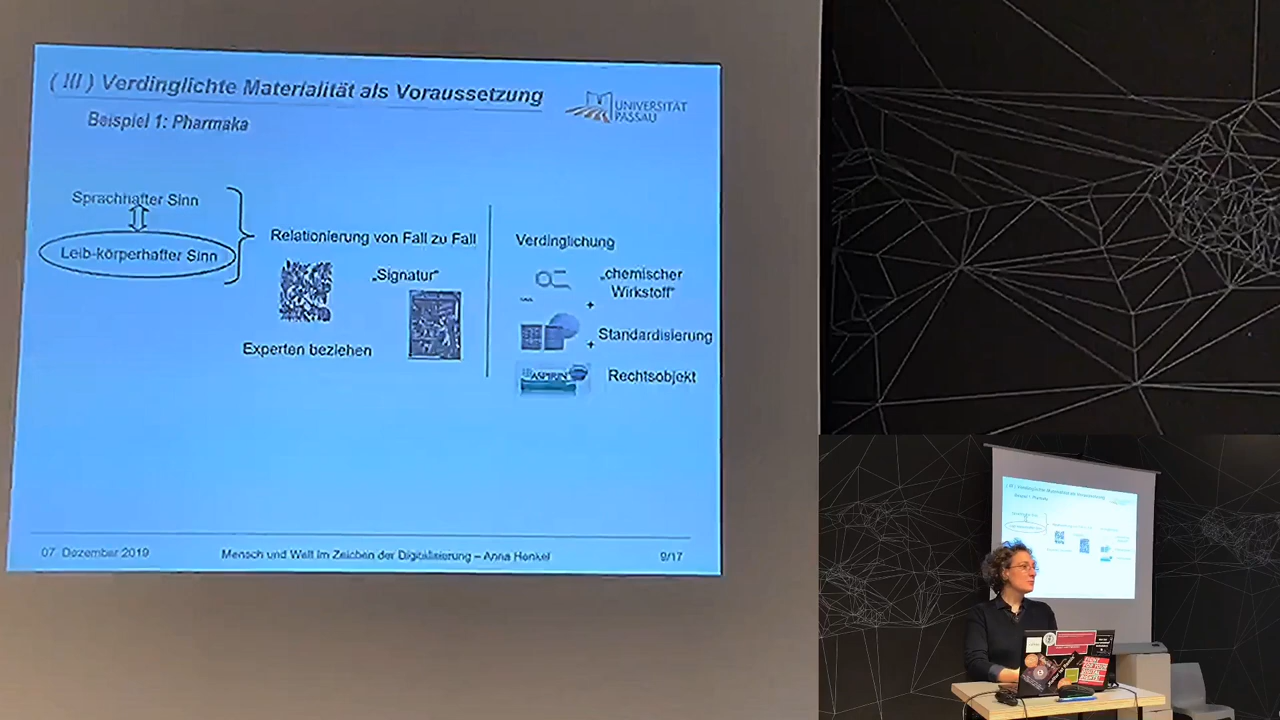 ( III ) Verdinglichte Materialität als Voraussetzung
UNIVERSITÄT
PASSAU
Beispiel 1: Pharmaka
Sprachhafter Sinn
Leib-körperhafter Sinn
Relationierung von Fall zu Fall
„Signatur“
Experten beziehen
Verdinglichung
„chemischer
Wirkstoff“
+
Standardisierung
+
ASPIRIN
Rechtsobjekt
07. Dezember 2019
Mensch und Welt im Zeichen der Digitalisierung – Anna Henkel
9/17